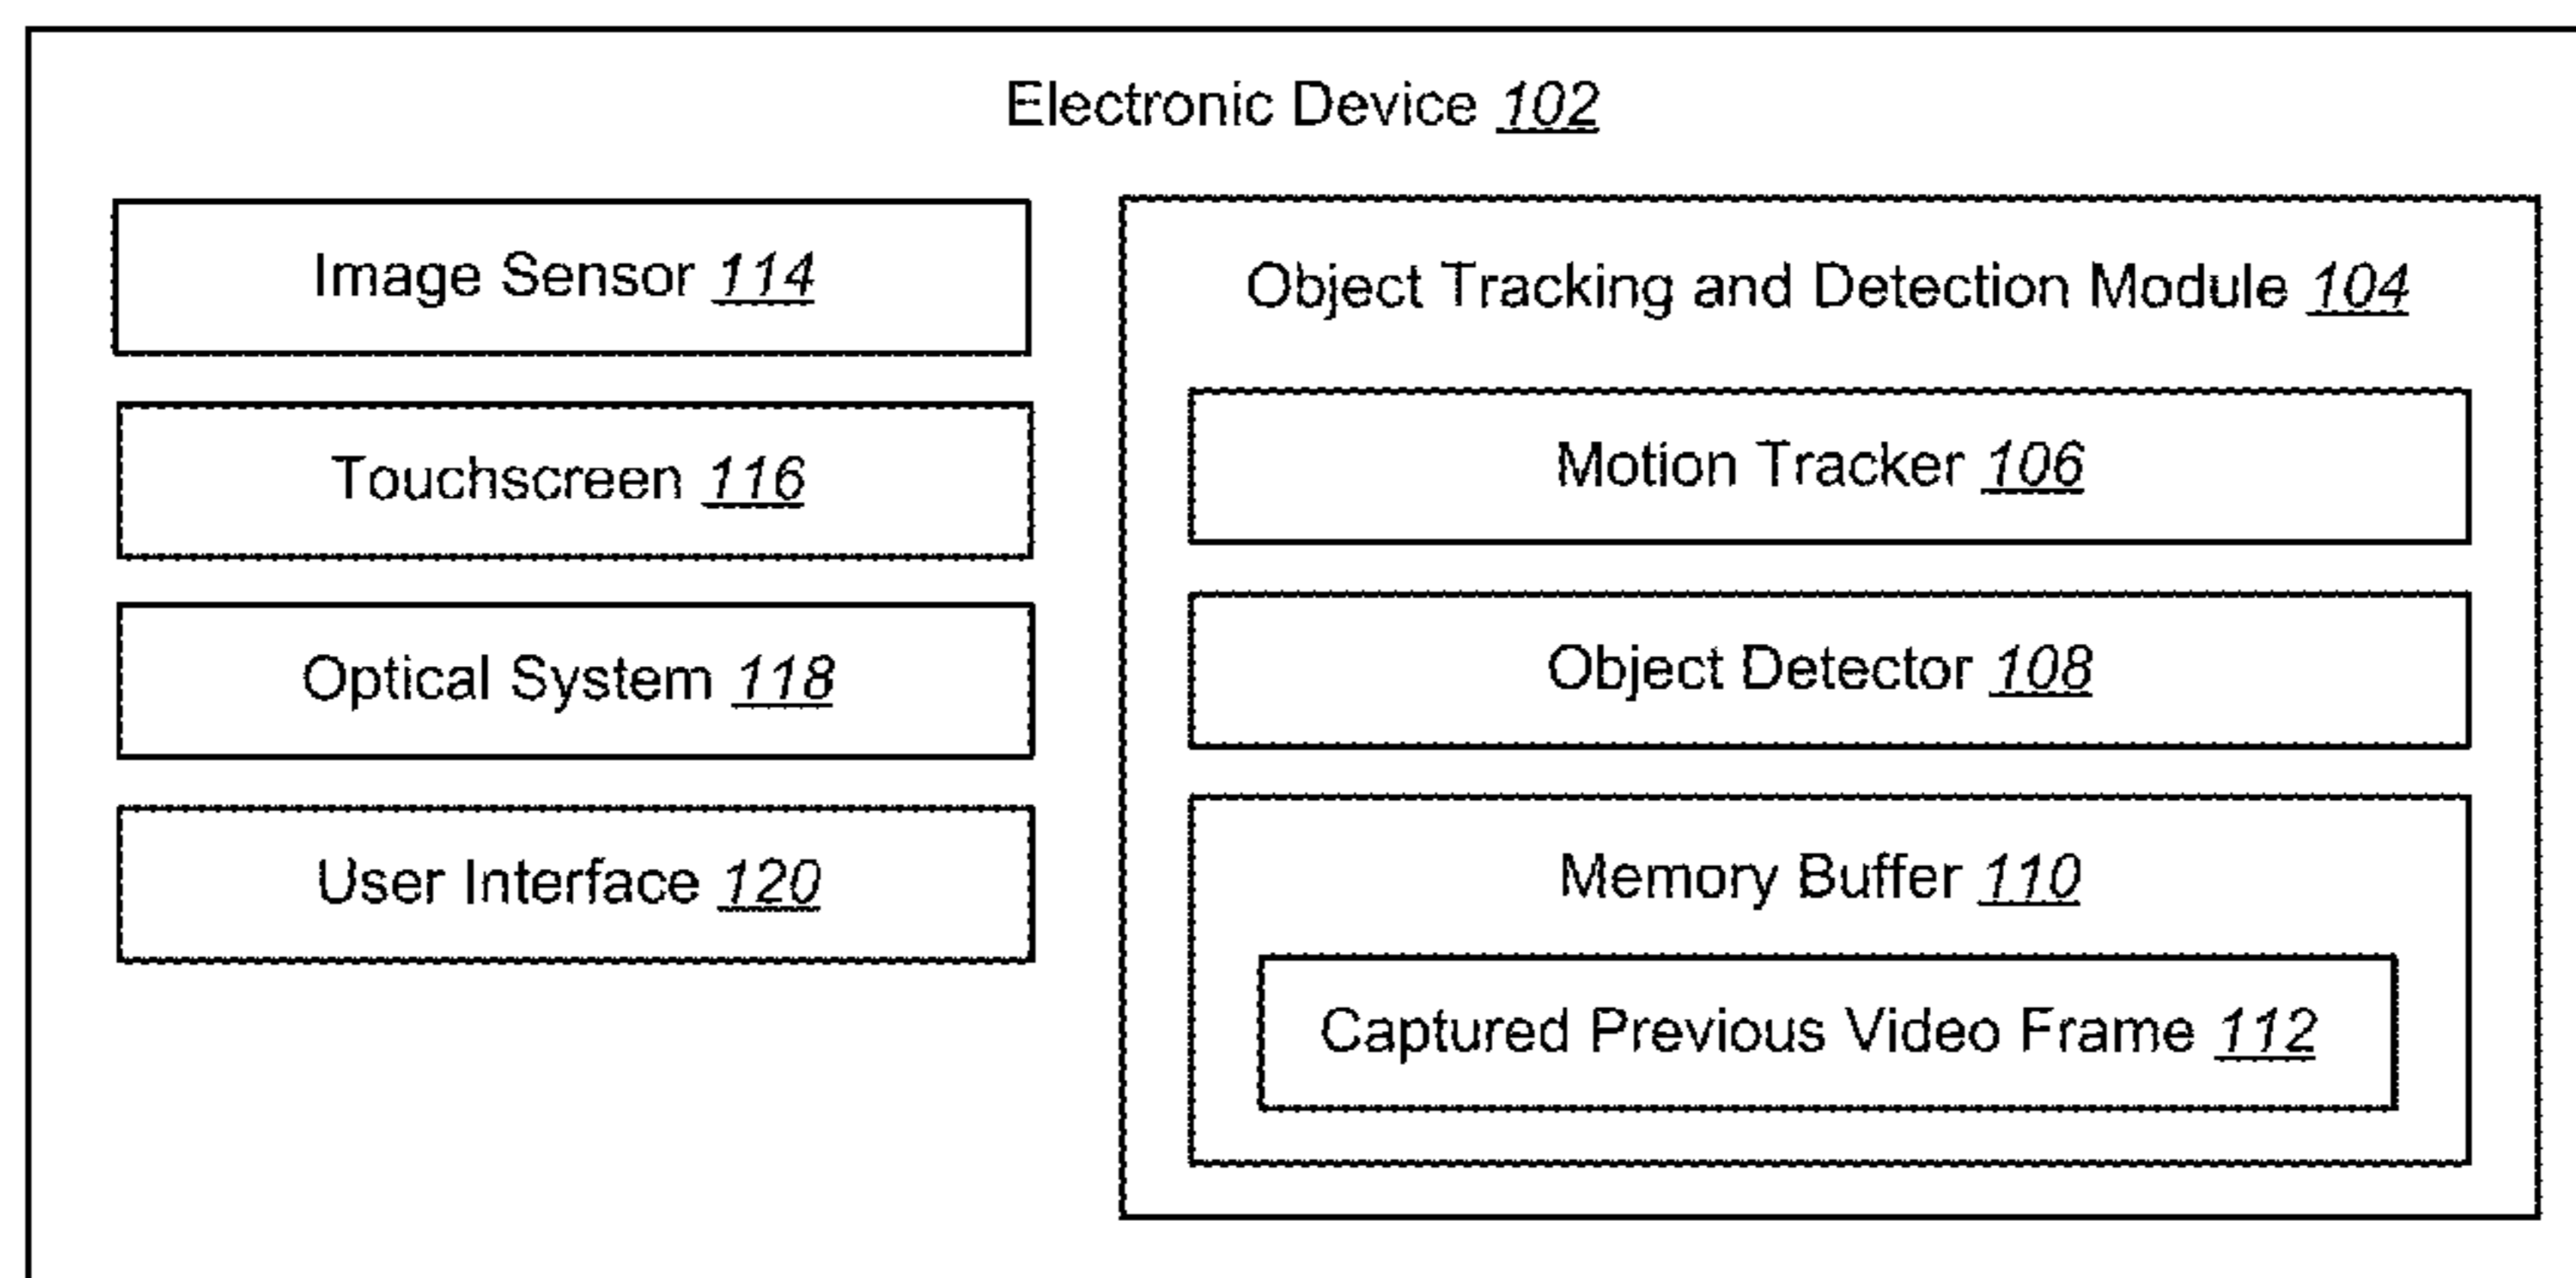 Electronic Device 102
Image Sensor 114
Touchscreen 116
Optical System 118
User Interface 120
Object Tracking and Detection Module 104
Motion Tracker 106
Object Detector 108
Memory Buffer 110
Captured Previous Video Frame 112